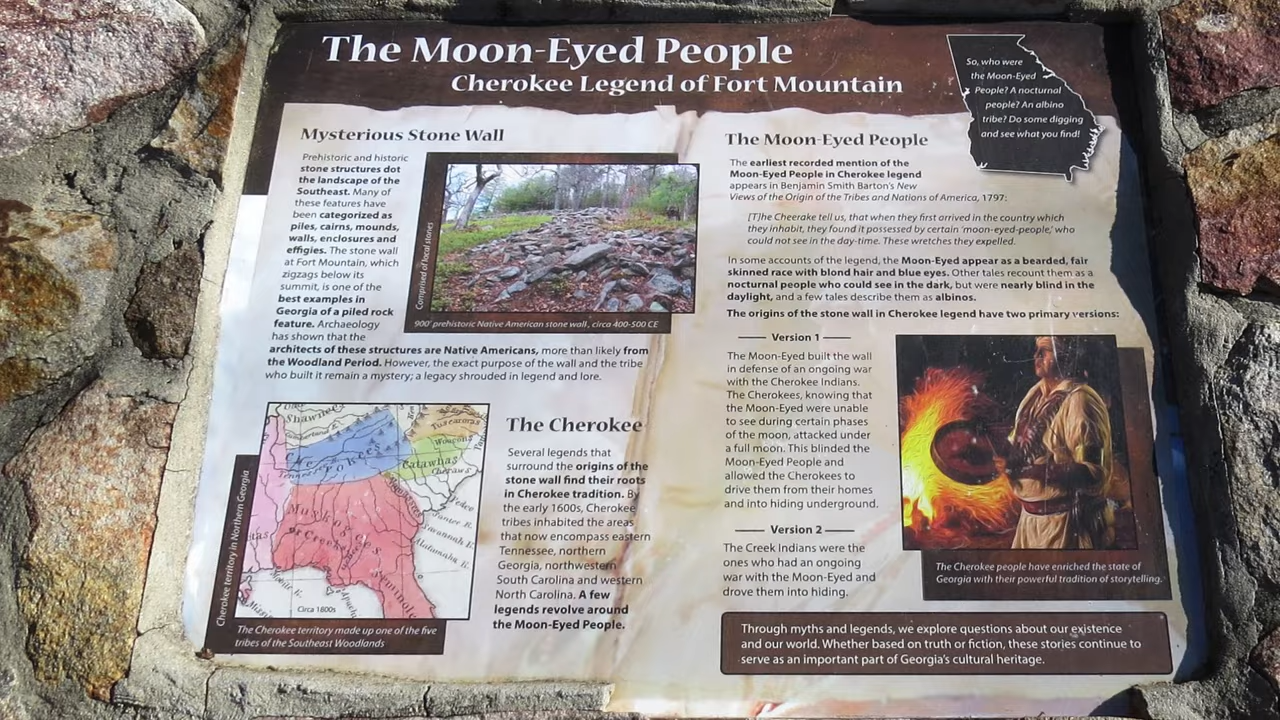 The Moon-Eyed People
Cherokee Legend of Fort Mountain
So, who were
the Moon-Eyed
People? A nocturnal
people? An albino
tribe? Do some digging
and see what you find!
Mysterious Stone Wall
Prehistoric and historic
stone structures dot
the landscape of the
Southeast. Many of
these features have
been categorized as
piles, cairns, mounds,
walls, enclosures and
effigies. The stone wall
at Fort Mountain, which
zigzags below its
summit, is one of the
best examples in
Georgia of a piled rock
feature. Archaeology
has shown that the
architects of these structures are Native Americans, more than likely from
the Woodland Period. However, the exact purpose of the wall and the tribe
who built it remain a mystery; a legacy shrouded in legend and lore.
Comprised of local stones
900' prehistoric Native American stone wall, circa 400-500 CE
Cherokee territory in Northern Georgia
Shawnees
Cherokees
Tuscaroras
Woccons
Catawbas
Cheraws
Muskogees
or Creeks
Seminoles
Savannah R.
Alatamaha R.
Circa 1800s
The Cherokee territory made up one of the five
tribes of the Southeast Woodlands
The Cherokee
Several legends that
surround the origins of the
stone wall find their roots
in Cherokee tradition. By
the early 1600s, Cherokee
tribes inhabited the areas
that now encompass eastern
Tennessee, northern
Georgia, northwestern
South Carolina and western
North Carolina. A few
legends revolve around
the Moon-Eyed People.
The Moon-Eyed People
The earliest recorded mention of the
Moon-Eyed People in Cherokee legend
appears in Benjamin Smith Barton's New
Views of the Origin of the Tribes and Nations of America, 1797:
[T]he Cheerake tell us, that when they first arrived in the country which
they inhabit, they found it possessed by certain 'moon-eyed-people,' who
could not see in the day-time. These wretches they expelled.
In some accounts of the legend, the Moon-Eyed appear as a bearded, fair
skinned race with blond hair and blue eyes. Other tales recount them as a
nocturnal people who could see in the dark, but were nearly blind in the
daylight, and a few tales describe them as albinos.
The origins of the stone wall in Cherokee legend have two primary versions:
Version 1
The Moon-Eyed built the wall
in defense of an ongoing war
with the Cherokee Indians.
The Cherokees, knowing that
the Moon-Eyed were unable
to see during certain phases
of the moon, attacked under
a full moon. This blinded the
Moon-Eyed People and
allowed the Cherokees to
drive them from their homes
and into hiding underground.
Version 2
The Creek Indians were the
ones who had an ongoing
war with the Moon-Eyed and
drove them into hiding.
The Cherokee people have enriched the state of
Georgia with their powerful tradition of storytelling.
Through myths and legends, we explore questions about our existence
and our world. Whether based on truth or fiction, these stories continue to
serve as an important part of Georgia's cultural heritage.